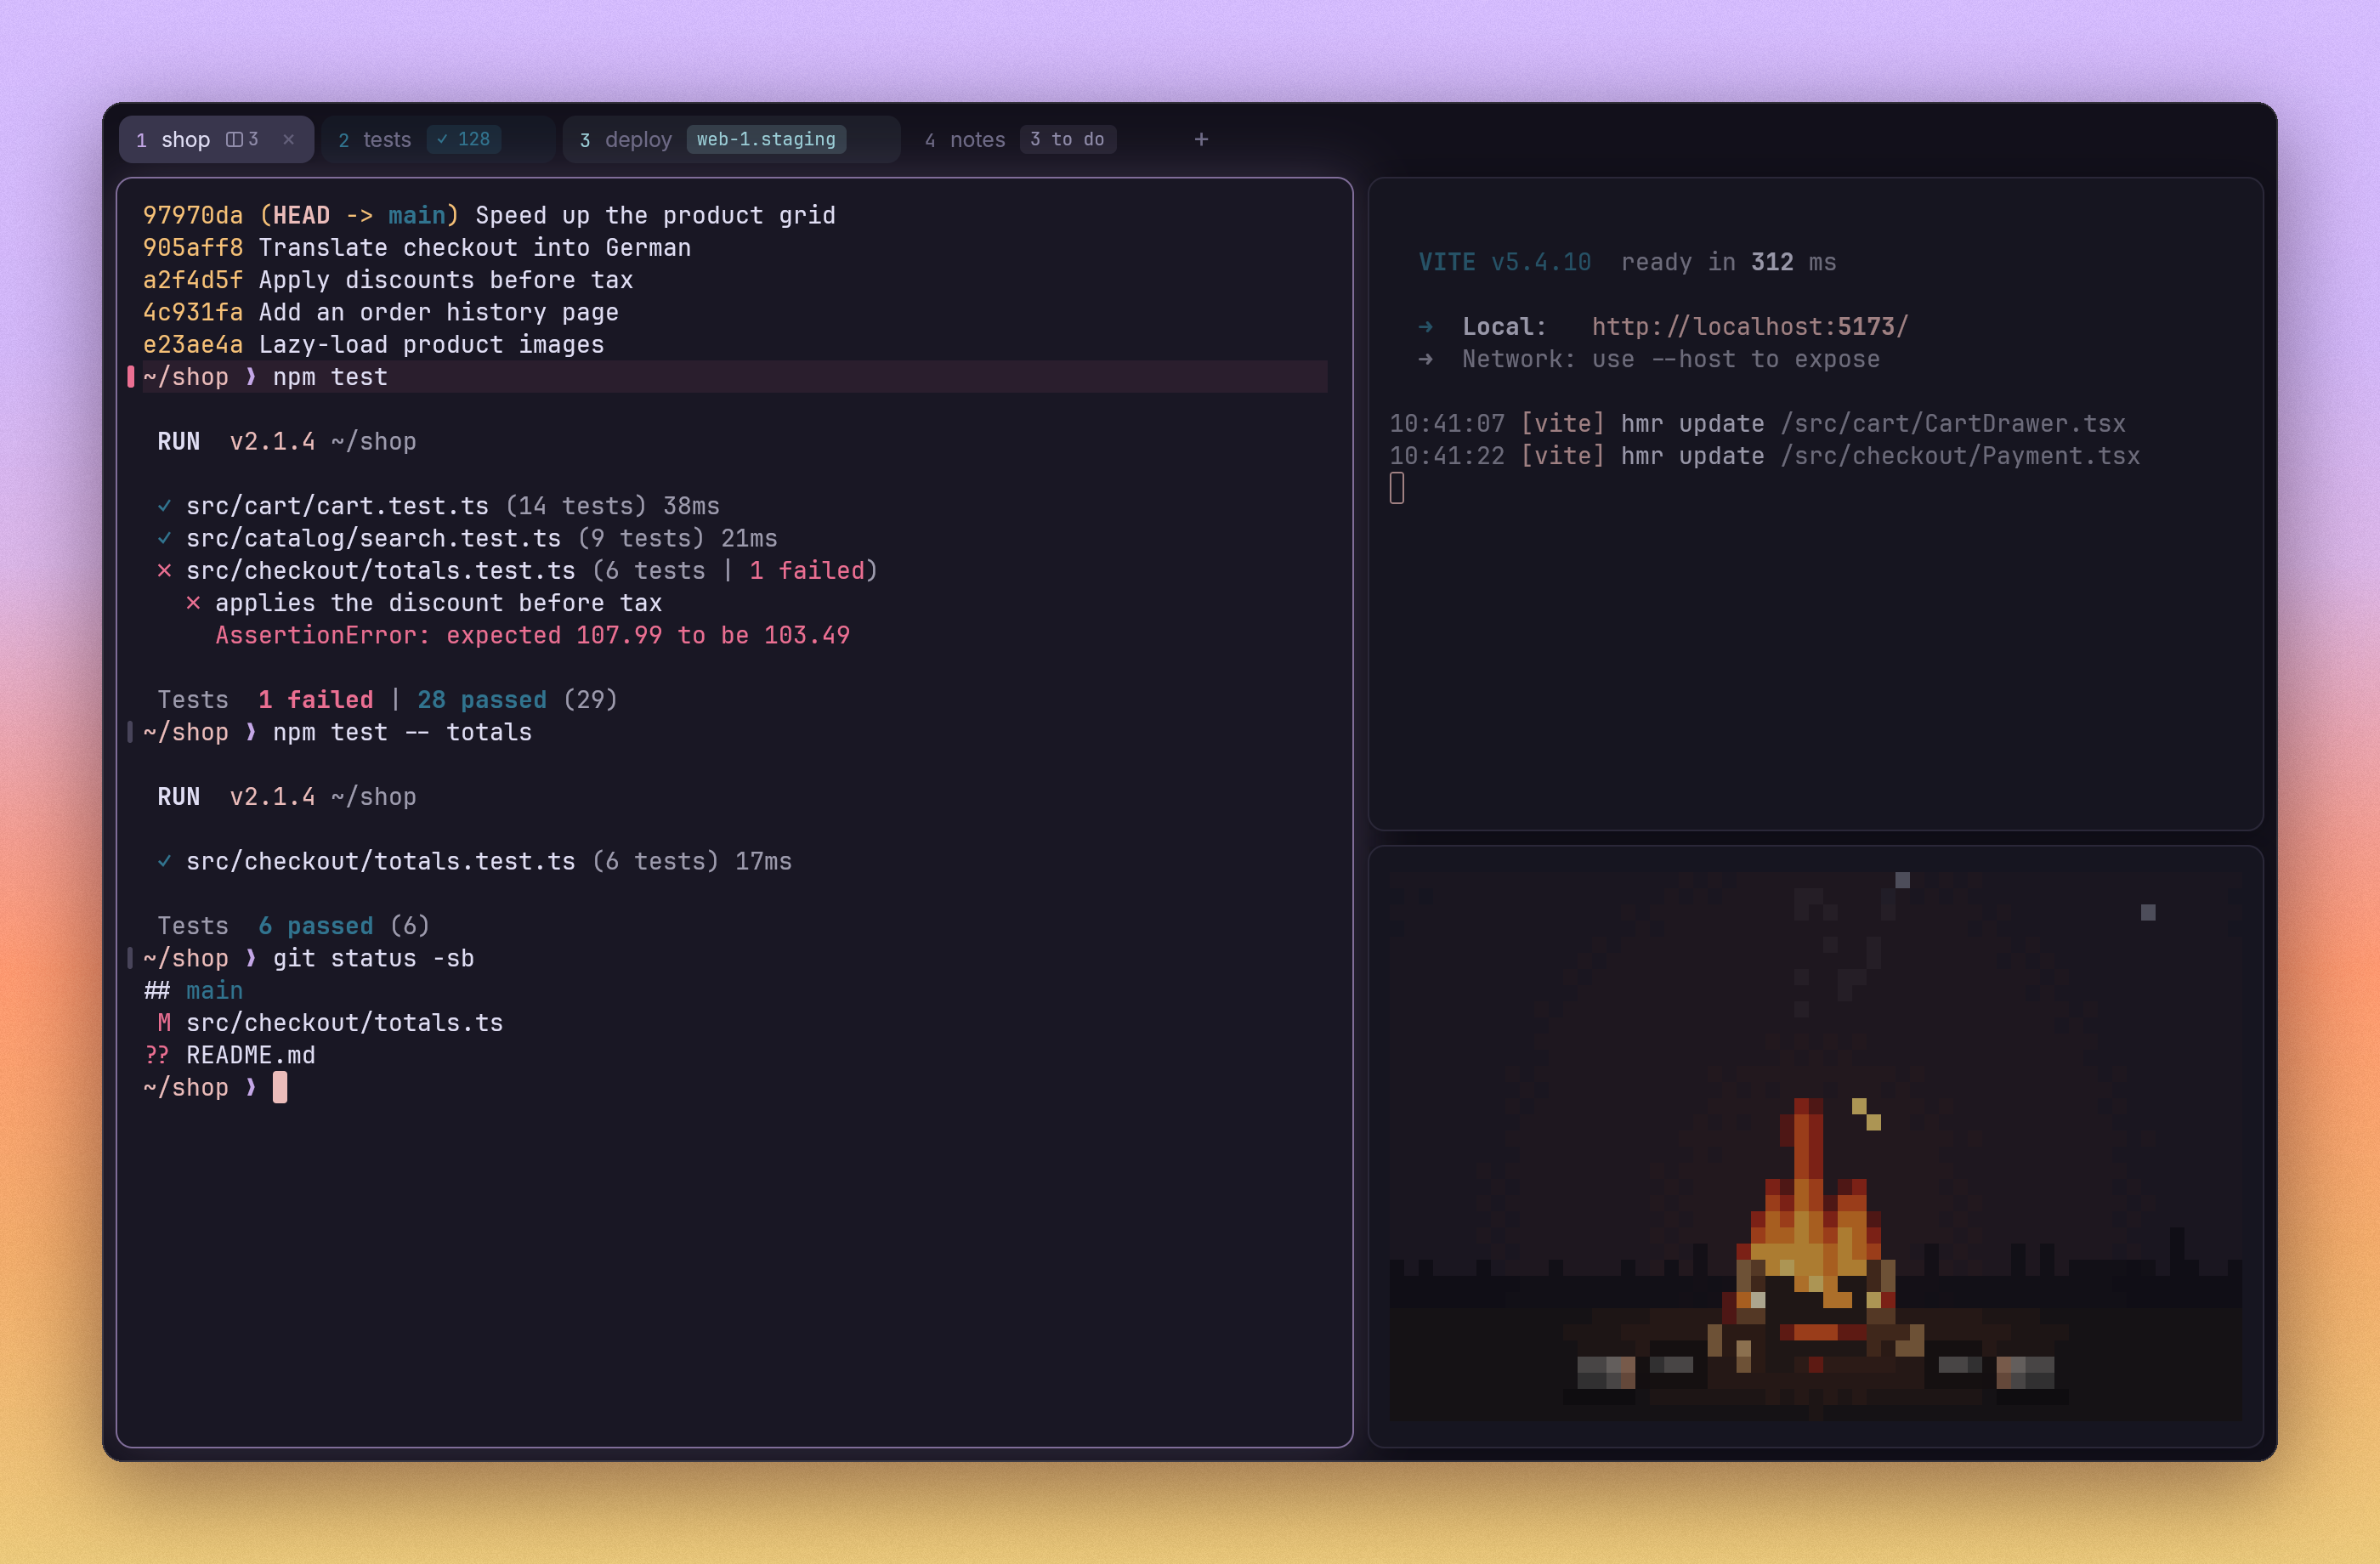 1 shop 3 ×
2 tests ✓ 128
3 deploy web-1.staging
4 notes 3 to do
+
97970da (HEAD -> main) Speed up the product grid
905aff8 Translate checkout into German
a2f4d5f Apply discounts before tax
4c931fa Add an order history page
e23ae4a Lazy-load product images
~/shop ❯ npm test
RUN v2.1.4 ~/shop
✓ src/cart/cart.test.ts (14 tests) 38ms
✓ src/catalog/search.test.ts (9 tests) 21ms
× src/checkout/totals.test.ts (6 tests | 1 failed)
× applies the discount before tax
AssertionError: expected 107.99 to be 103.49
Tests 1 failed | 28 passed (29)
~/shop ❯ npm test -- totals
RUN v2.1.4 ~/shop
✓ src/checkout/totals.test.ts (6 tests) 17ms
Tests 6 passed (6)
~/shop ❯ git status -sb
## main
M src/checkout/totals.ts
?? README.md
~/shop ❯
VITE v5.4.10 ready in 312 ms
➜ Local: http://localhost:5173/
➜ Network: use --host to expose
10:41:07 [vite] hmr update /src/cart/CartDrawer.tsx
10:41:22 [vite] hmr update /src/checkout/Payment.tsx